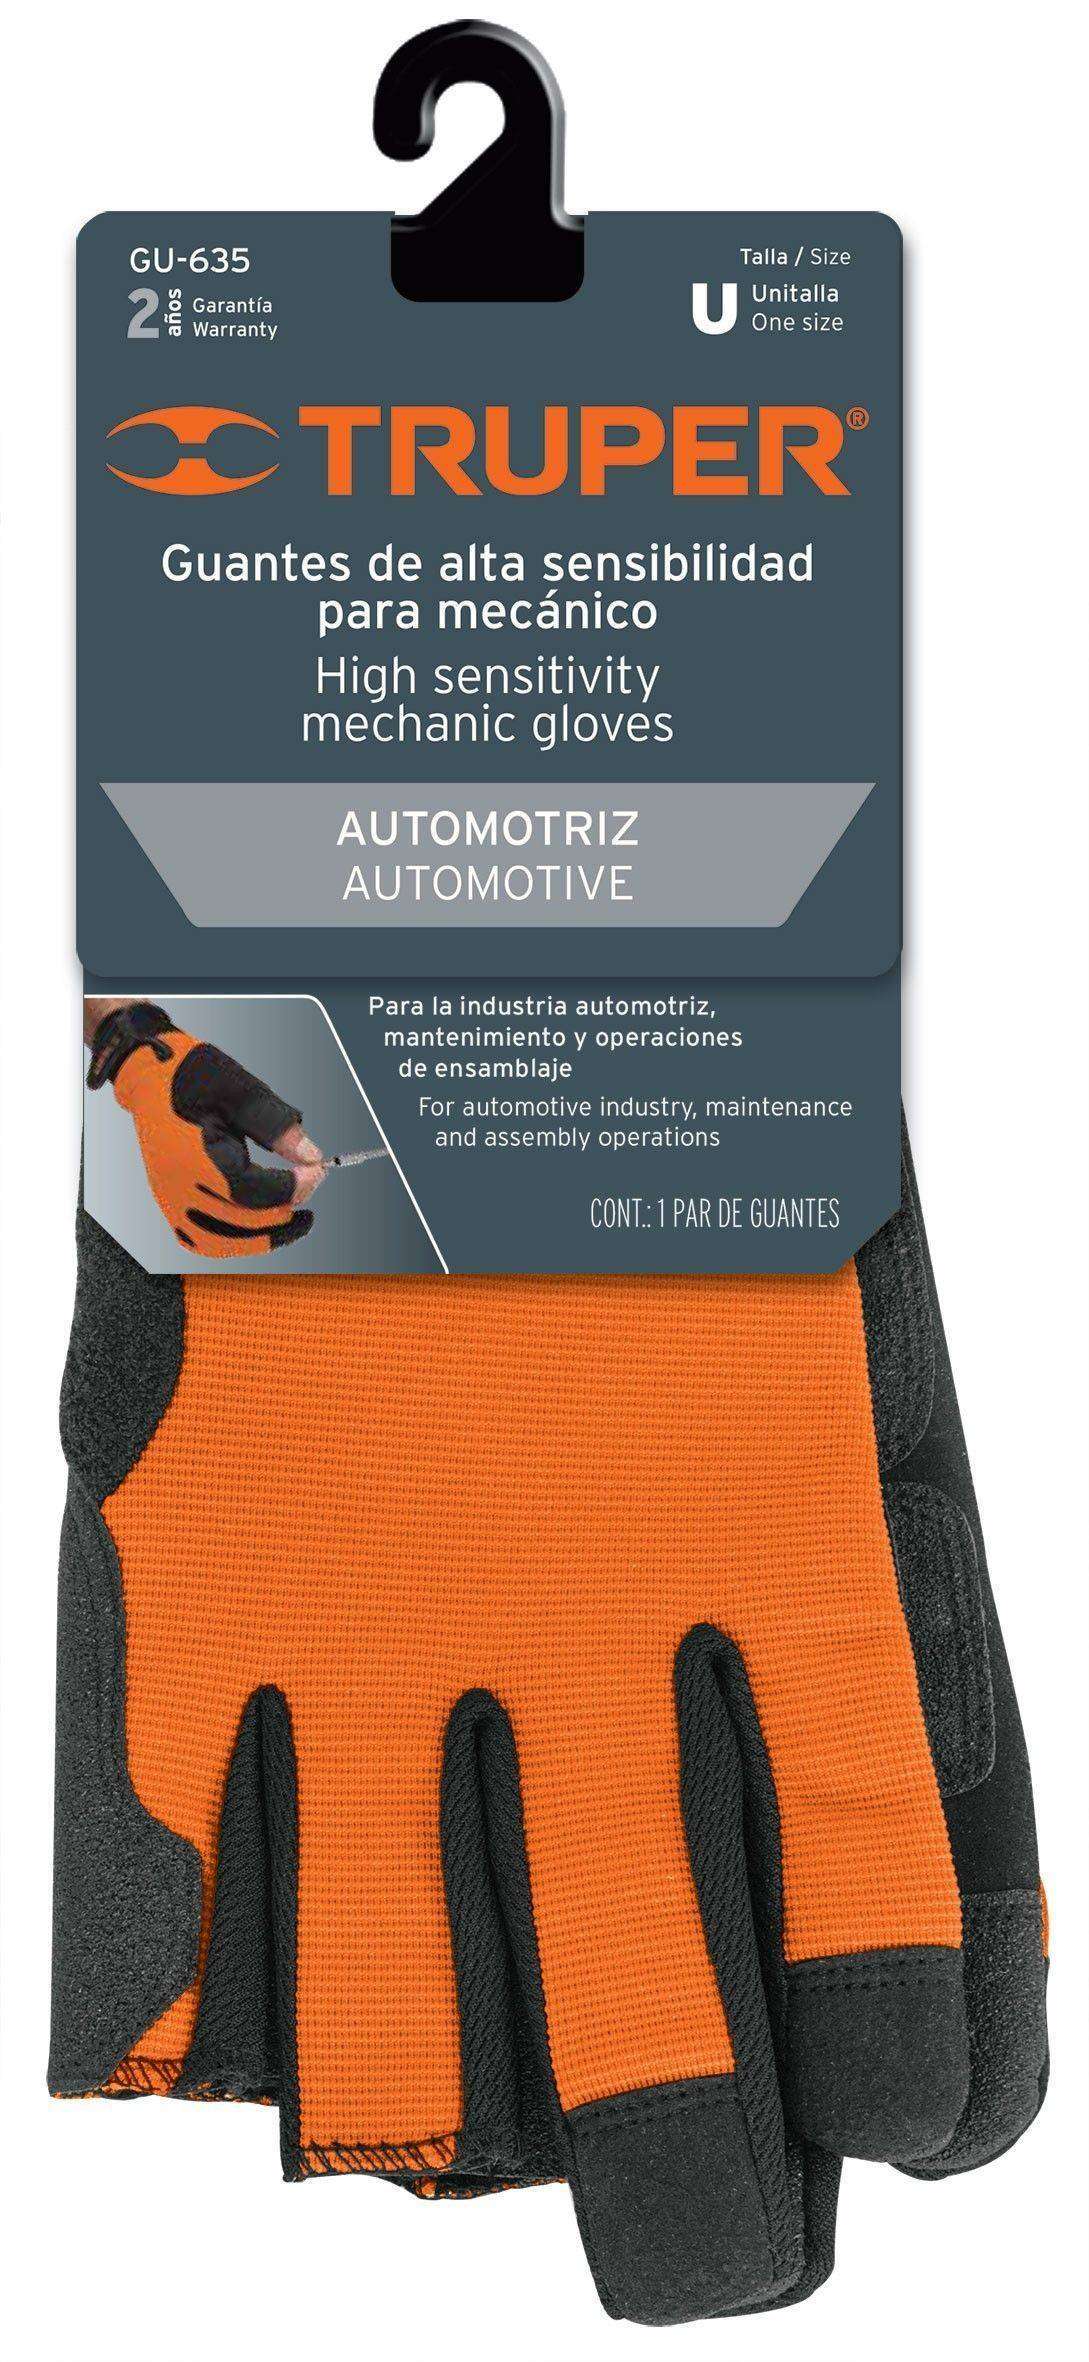 GU-635
2 años Garantía
Warranty
Talla / Size
U Unitalla
One size
TRUPER®
Guantes de alta sensibilidad
para mecánico
High sensitivity
mechanic gloves
AUTOMOTRIZ
AUTOMOTIVE
Para la industria automotriz,
mantenimiento y operaciones
de ensamblaje
For automotive industry, maintenance
and assembly operations
CONT.: 1 PAR DE GUANTES